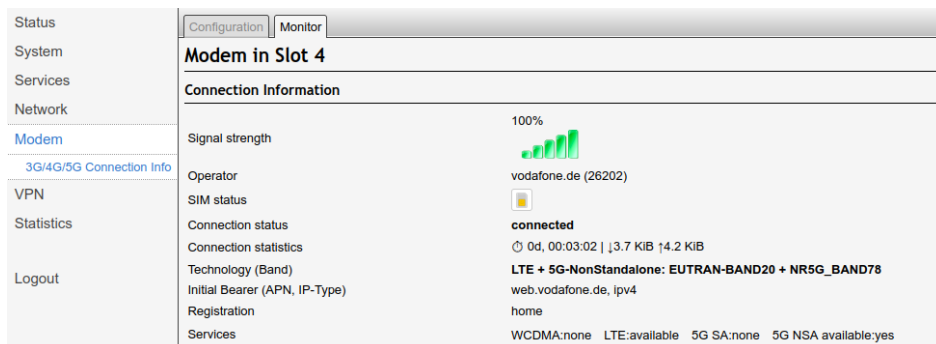 Status
System
Services
Network
Modem
3G/4G/5G Connection Info
VPN
Statistics
Logout
Configuration Monitor
Modem in Slot 4
Connection Information
Signal strength 100%
Operator vodafone.de (26202)
SIM status
Connection status connected
Connection statistics ⏱ 0d, 00:03:02 | ↓3.7 KiB ↑4.2 KiB
Technology (Band) LTE + 5G-NonStandalone: EUTRAN-BAND20 + NR5G_BAND78
Initial Bearer (APN, IP-Type) web.vodafone.de, ipv4
Registration home
Services WCDMA:none LTE:available 5G SA:none 5G NSA available:yes